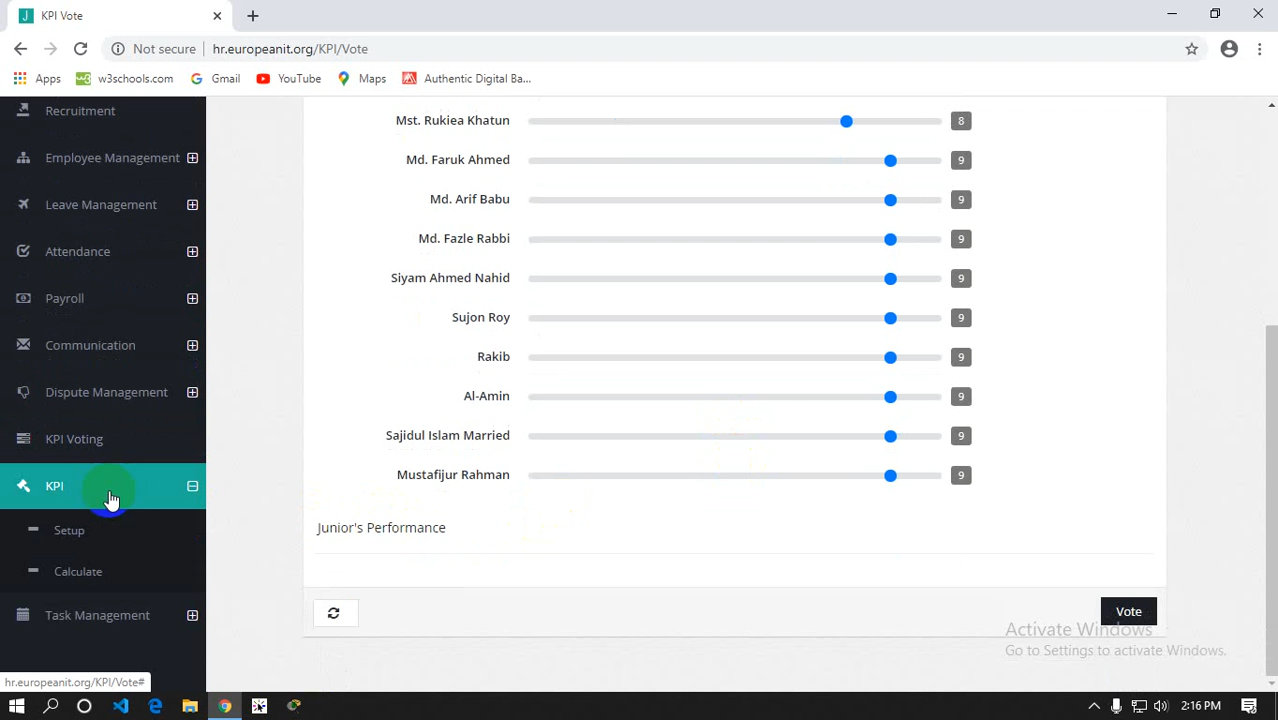 KPI Vote
Not secure hr.europeanit.org/KPI/Vote
Apps w3schools.com Gmail YouTube Maps Authentic Digital Ba...
Recruitment
Employee Management
Leave Management
Attendance
Payroll
Communication
Dispute Management
KPI Voting
KPI
Setup
Calculate
Task Management
Mst. Rukiea Khatun 8
Md. Faruk Ahmed 9
Md. Arif Babu 9
Md. Fazle Rabbi 9
Siyam Ahmed Nahid 9
Sujon Roy 9
Rakib 9
Al-Amin 9
Sajidul Islam Married 9
Mustafijur Rahman 9
Junior's Performance
Vote
Activate Windows
Go to Settings to activate Windows.
hr.europeanit.org/KPI/Vote#
2:16 PM